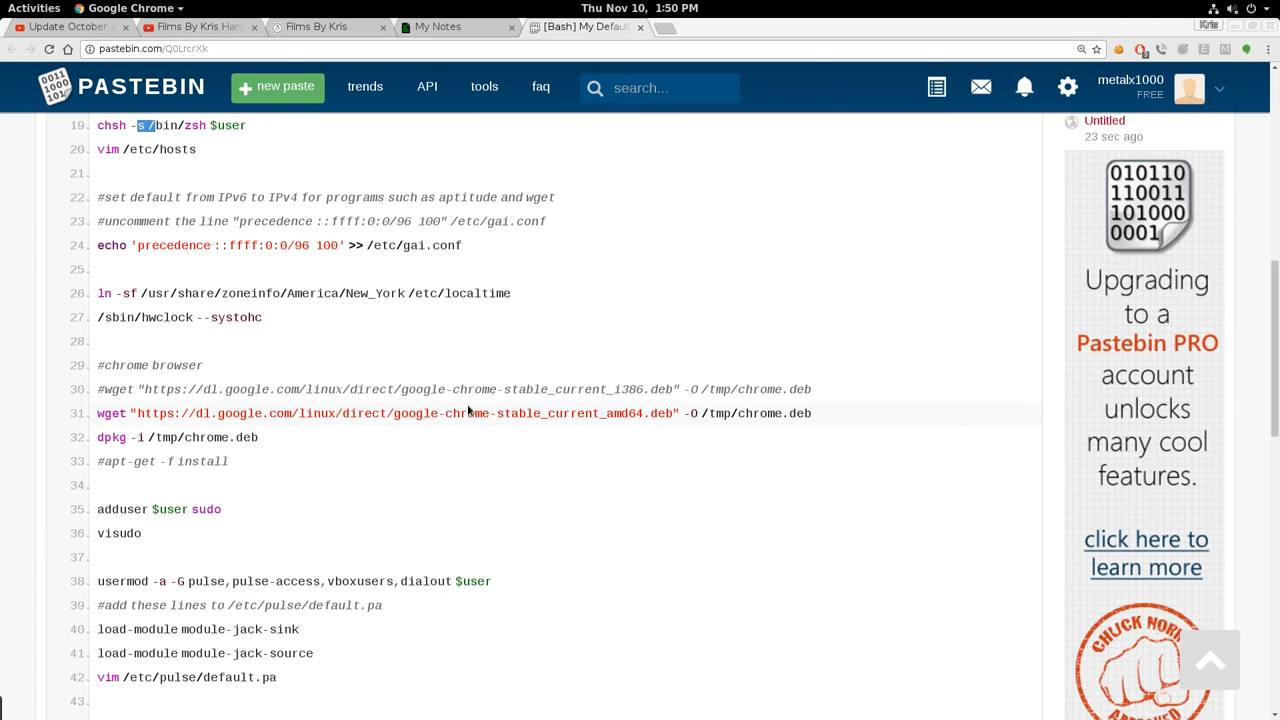 Activities
Google Chrome
Thu Nov 10, 1:50 PM
Update October 2
Films By Kris Hard
Films By Kris
My Notes
[Bash] My Defaul
Kris
pastebin.com/Q0LrcrXk
PASTEBIN
new paste
trends
API
tools
faq
search...
metalx1000
FREE
19. chsh -s /bin/zsh $user
20. vim /etc/hosts
21.
22. #set default from IPv6 to IPv4 for programs such as aptitude and wget
23. #uncomment the line "precedence ::ffff:0:0/96 100" /etc/gai.conf
24. echo 'precedence ::ffff:0:0/96 100' >> /etc/gai.conf
25.
26. ln -sf /usr/share/zoneinfo/America/New_York /etc/localtime
27. /sbin/hwclock --systohc
28.
29. #chrome browser
30. #wget "https://dl.google.com/linux/direct/google-chrome-stable_current_i386.deb" -O /tmp/chrome.deb
31. wget "https://dl.google.com/linux/direct/google-chrome-stable_current_amd64.deb" -O /tmp/chrome.deb
32. dpkg -i /tmp/chrome.deb
33. #apt-get -f install
34.
35. adduser $user sudo
36. visudo
37.
38. usermod -a -G pulse,pulse-access,vboxusers,dialout $user
39. #add these lines to /etc/pulse/default.pa
40. load-module module-jack-sink
41. load-module module-jack-source
42. vim /etc/pulse/default.pa
43.
Untitled
23 sec ago
010110
110011
101000
0001
Upgrading
to a
Pastebin PRO
account
unlocks
many cool
features.
click here to
learn more
CHUCK NOR